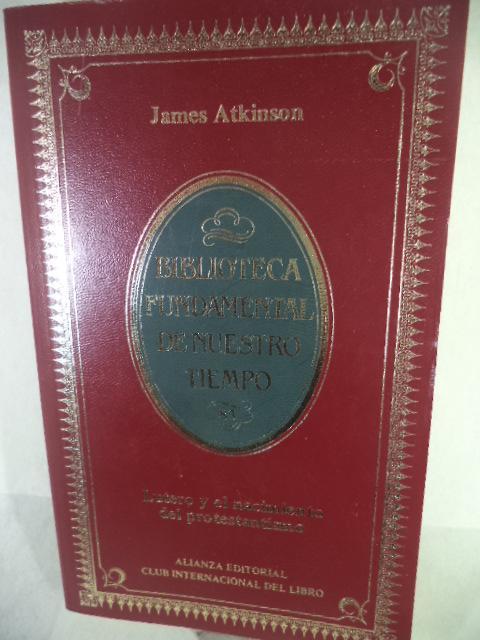 James Atkinson
BIBLIOTECA
FUNDAMENTAL
DE NUESTRO
TIEMPO
Lutero y el nacimiento
del protestantismo
ALIANZA EDITORIAL
CLUB INTERNACIONAL DEL LIBRO